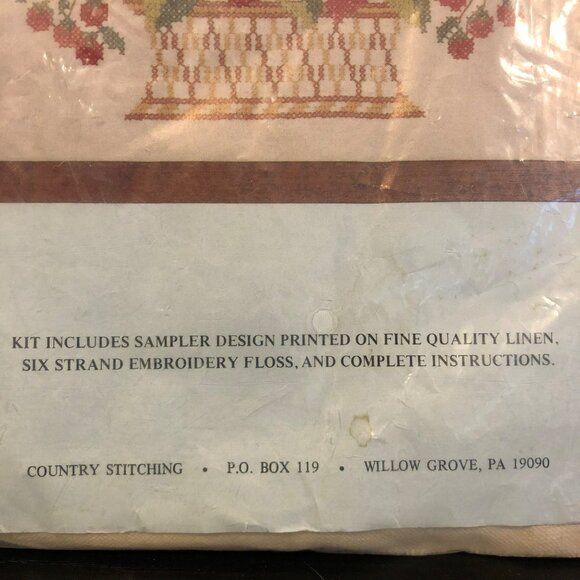 KIT INCLUDES SAMPLER DESIGN PRINTED ON FINE QUALITY LINEN,
SIX STRAND EMBROIDERY FLOSS, AND COMPLETE INSTRUCTIONS.
COUNTRY STITCHING • P.O. BOX 119 • WILLOW GROVE, PA 19090